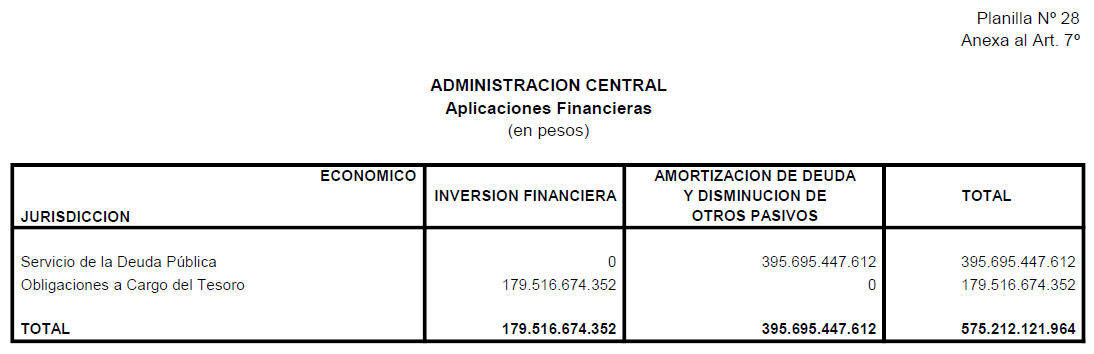 Planilla Nº 28
Anexa al Art. 7º
ADMINISTRACION CENTRAL
Aplicaciones Financieras
(en pesos)
ECONOMICO
JURISDICCION
INVERSION FINANCIERA
AMORTIZACION DE DEUDA
Y DISMINUCION DE
OTROS PASIVOS
TOTAL
Servicio de la Deuda Pública 0 395.695.447.612 395.695.447.612
Obligaciones a Cargo del Tesoro 179.516.674.352 0 179.516.674.352
TOTAL 179.516.674.352 395.695.447.612 575.212.121.964